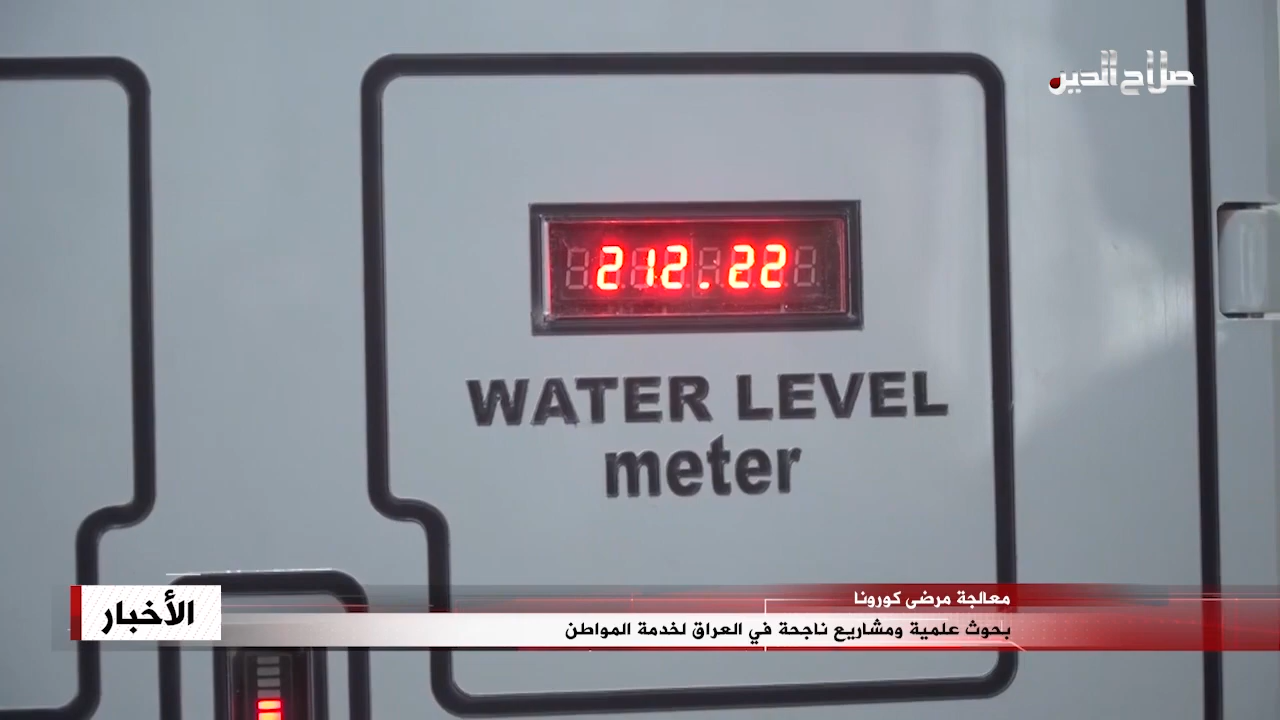 صلاح الدين
212.22
WATER LEVEL
meter
معالجة مرضى كورونا
الأخبار
بحوث علمية ومشاريع ناجحة في العراق لخدمة المواطن